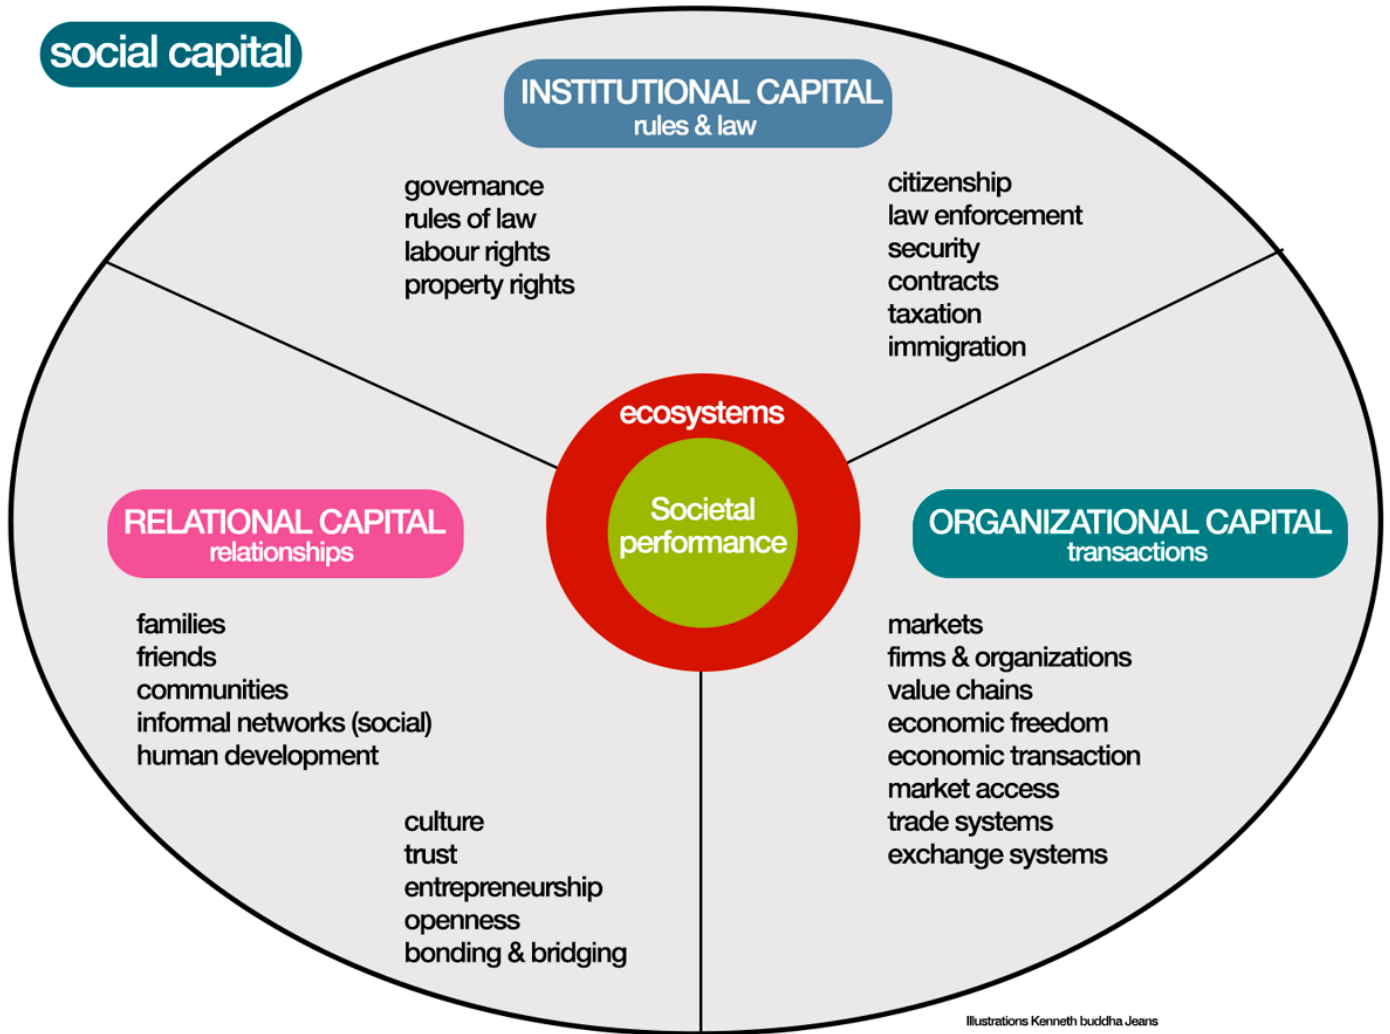 social capital
INSTITUTIONAL CAPITAL
rules & law
governance
rules of law
labour rights
property rights
citizenship
law enforcement
security
contracts
taxation
immigration
ecosystems
Societal
performance
RELATIONAL CAPITAL
relationships
families
friends
communities
informal networks (social)
human development
culture
trust
entrepreneurship
openness
bonding & bridging
ORGANIZATIONAL CAPITAL
transactions
markets
firms & organizations
value chains
economic freedom
economic transaction
market access
trade systems
exchange systems
Illustrations Kenneth buddha Jeans